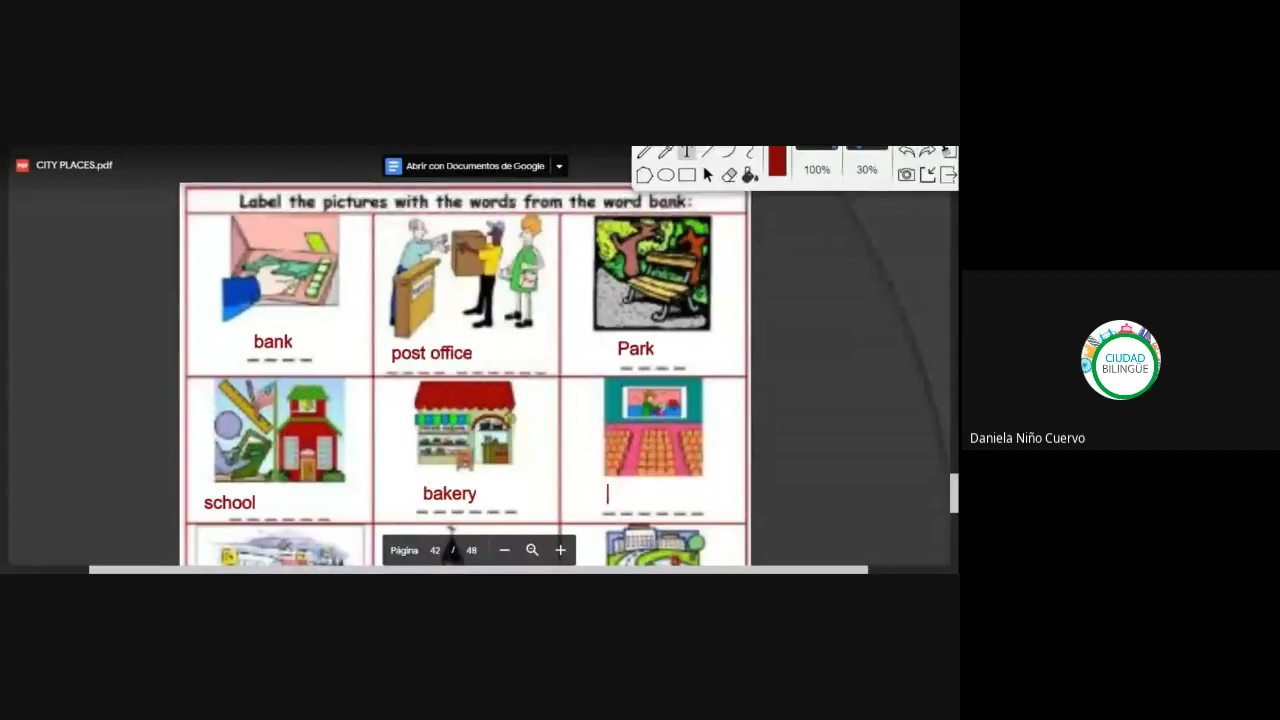 CITY PLACES.pdf
Abrir con Documentos de Google
100%
30%
Label the pictures with the words from the word bank:
bank
post office
Park
school
bakery
Página 42 / 48
CIUDAD
BILINGÜE
Daniela Niño Cuervo